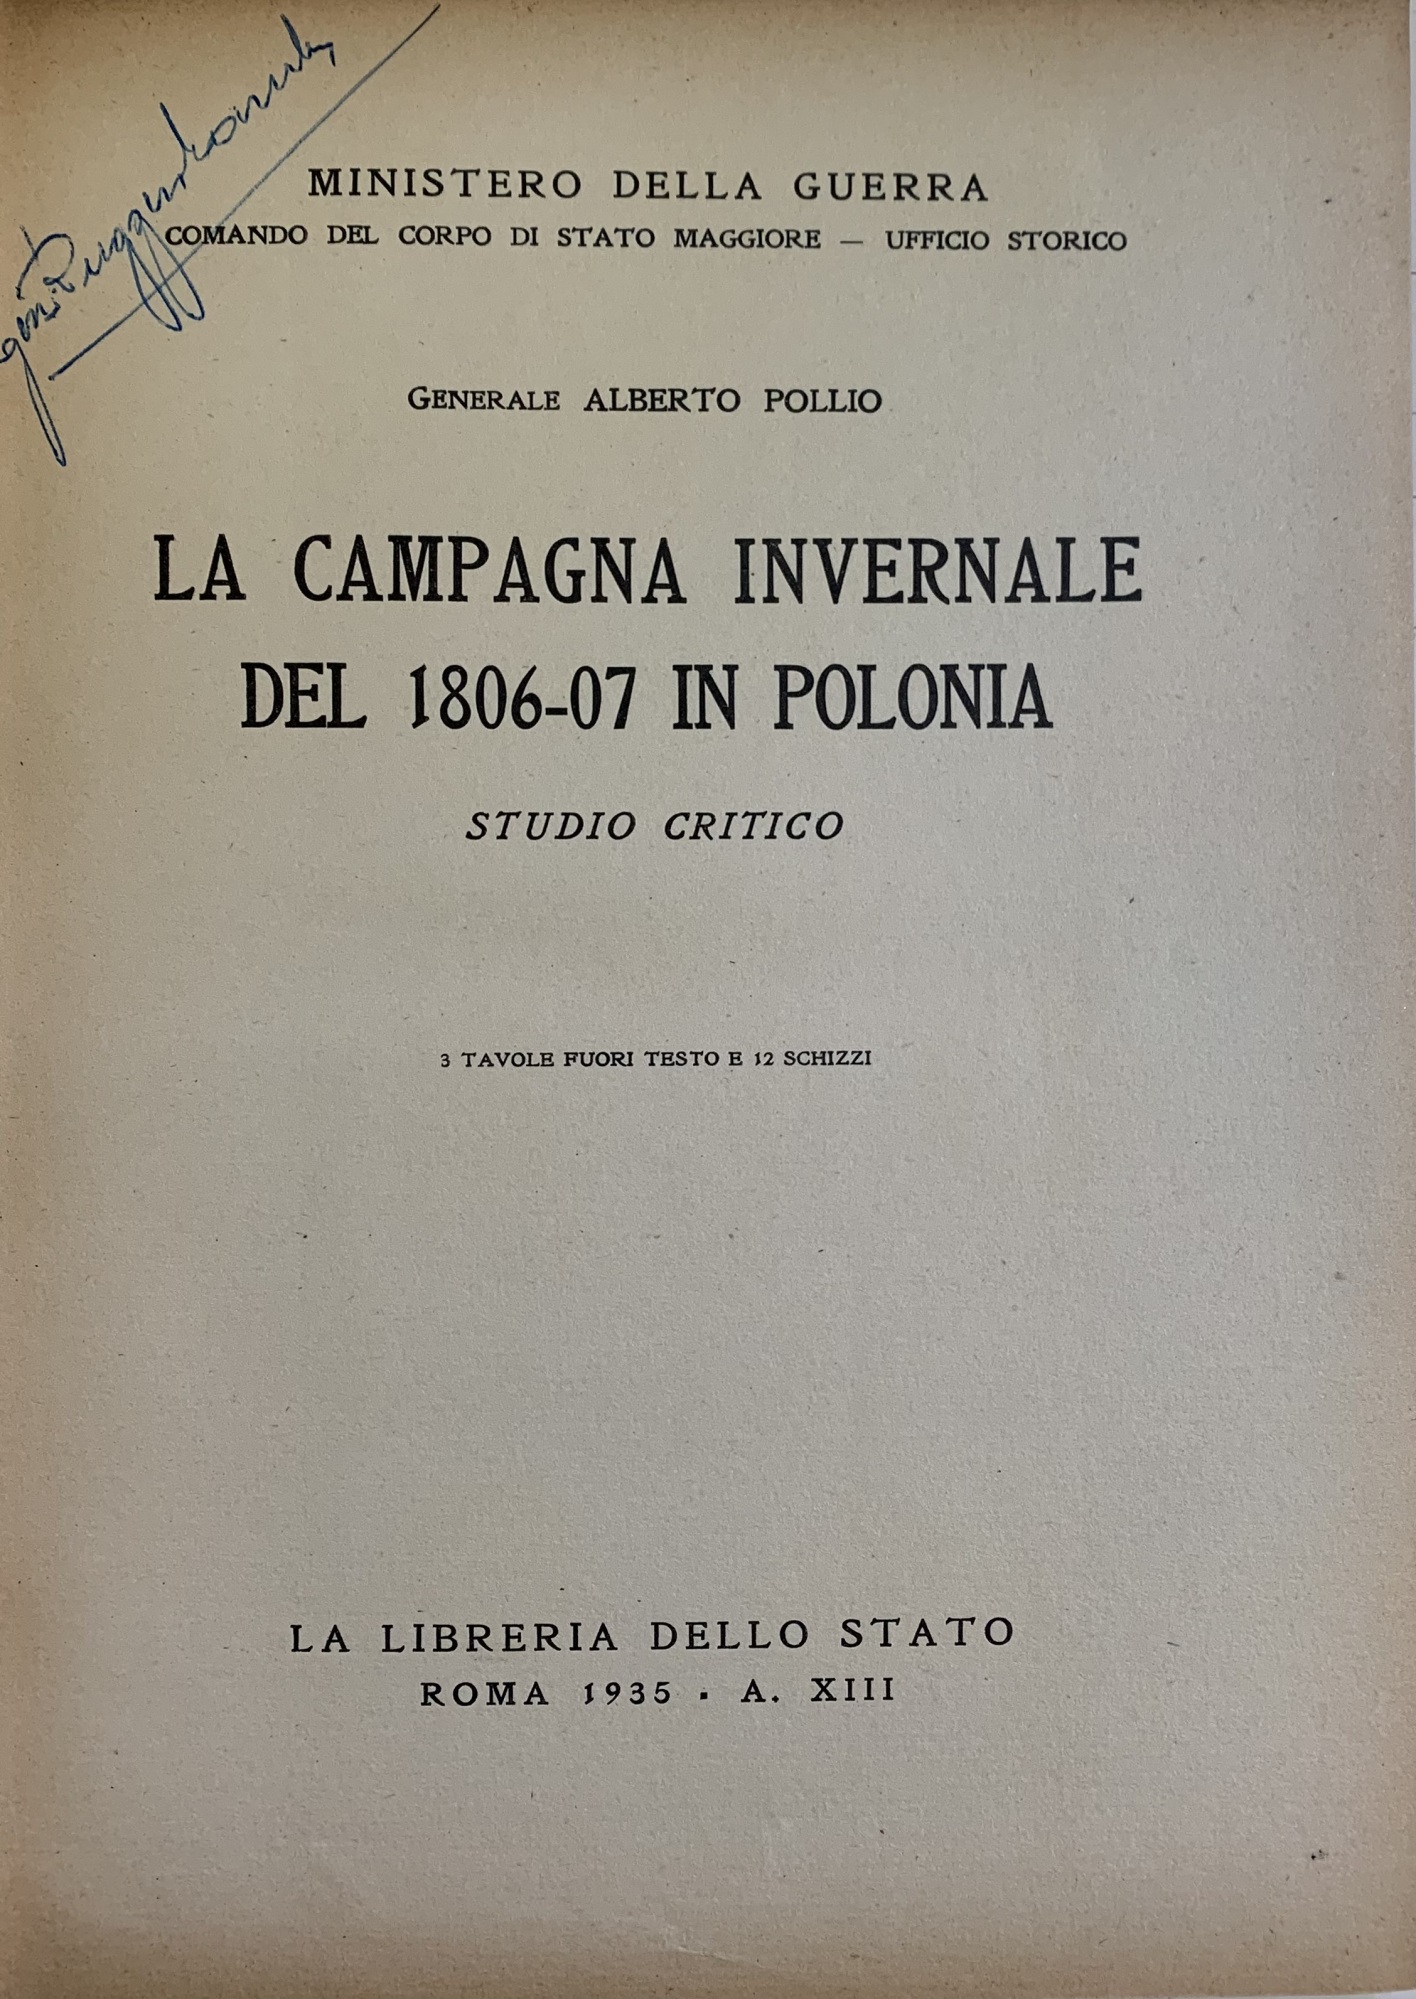 MINISTERO DELLA GUERRA
COMANDO DEL CORPO DI STATO MAGGIORE — UFFICIO STORICO
GENERALE ALBERTO POLLIO
LA CAMPAGNA INVERNALE
DEL 1806-07 IN POLONIA
STUDIO CRITICO
3 TAVOLE FUORI TESTO E 12 SCHIZZI
LA LIBRERIA DELLO STATO
ROMA 1935 · A. XIII